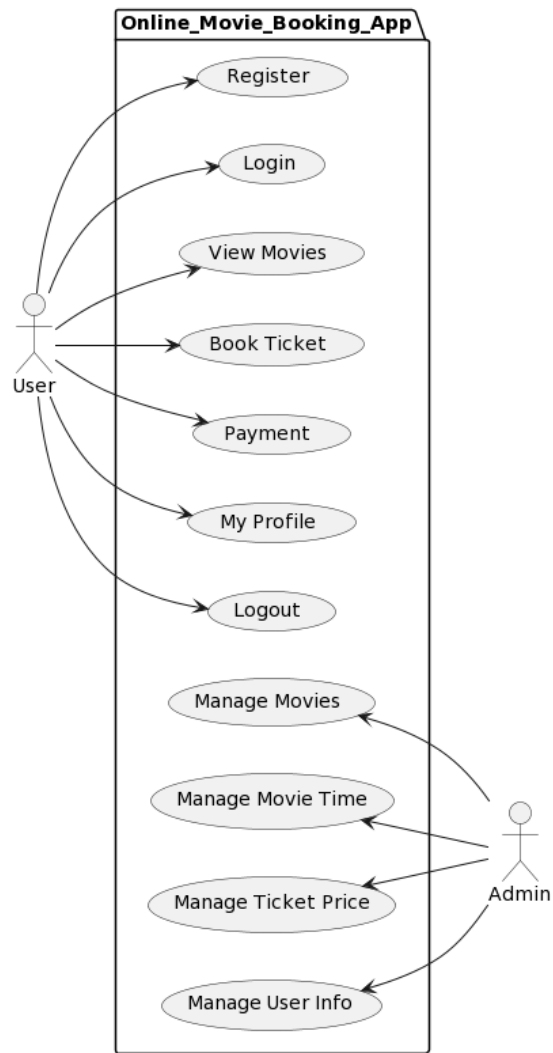 Online_Movie_Booking_App
Register
Login
View Movies
Book Ticket
User
Payment
My Profile
Logout
Manage Movies
Manage Movie Time
Admin
Manage Ticket Price
Manage User Info